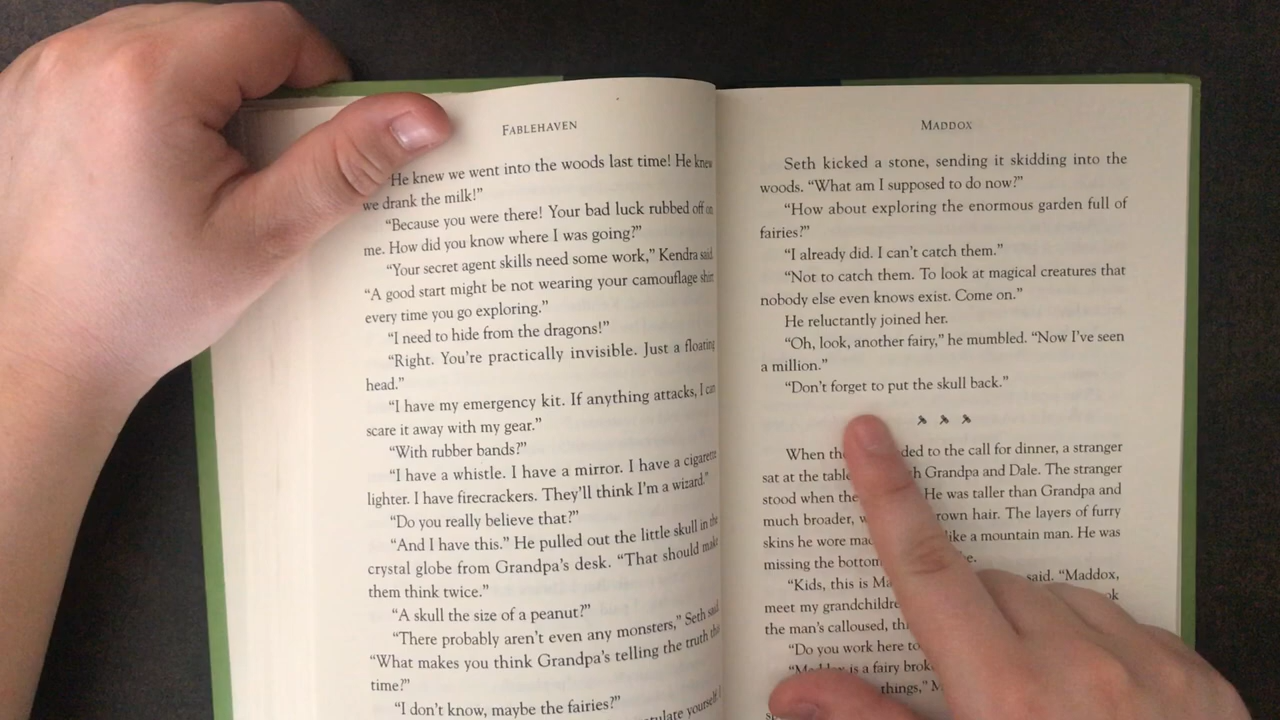 FABLEHAVEN
"He knew we went into the woods last time! He knew
we drank the milk!"
"Because you were there! Your bad luck rubbed off on
me. How did you know where I was going?"
"Your secret agent skills need some work," Kendra said.
"A good start might be not wearing your camouflage shirt
every time you go exploring."
"I need to hide from the dragons!"
"Right. You're practically invisible. Just a floating
head."
"I have my emergency kit. If anything attacks, I can
scare it away with my gear."
"With rubber bands?"
"I have a whistle. I have a mirror. I have a cigarette
lighter. I have firecrackers. They'll think I'm a wizard."
"Do you really believe that?"
"And I have this." He pulled out the little skull in the
crystal globe from Grandpa's desk. "That should make
them think twice."
"A skull the size of a peanut?"
"There probably aren't even any monsters," Seth said.
"What makes you think Grandpa's telling the truth this
time?"
"I don't know, maybe the fairies?"
yourself.
MADDOX
Seth kicked a stone, sending it skidding into the
woods. "What am I supposed to do now?"
"How about exploring the enormous garden full of
fairies?"
"I already did. I can't catch them."
"Not to catch them. To look at magical creatures that
nobody else even knows exist. Come on."
He reluctantly joined her.
"Oh, look, another fairy," he mumbled. "Now I've seen
a million."
"Don't forget to put the skull back."
When the to the call for dinner, a stranger
sat at the table Grandpa and Dale. The stranger
stood when the He was taller than Grandpa and
much broader, hair. The layers of furry
skins he wore like a mountain man. He was
missing the bottom
"Kids, this is said. "Maddox,
meet my
the man's calloused,
"Do you work here
is a fairy
things,"